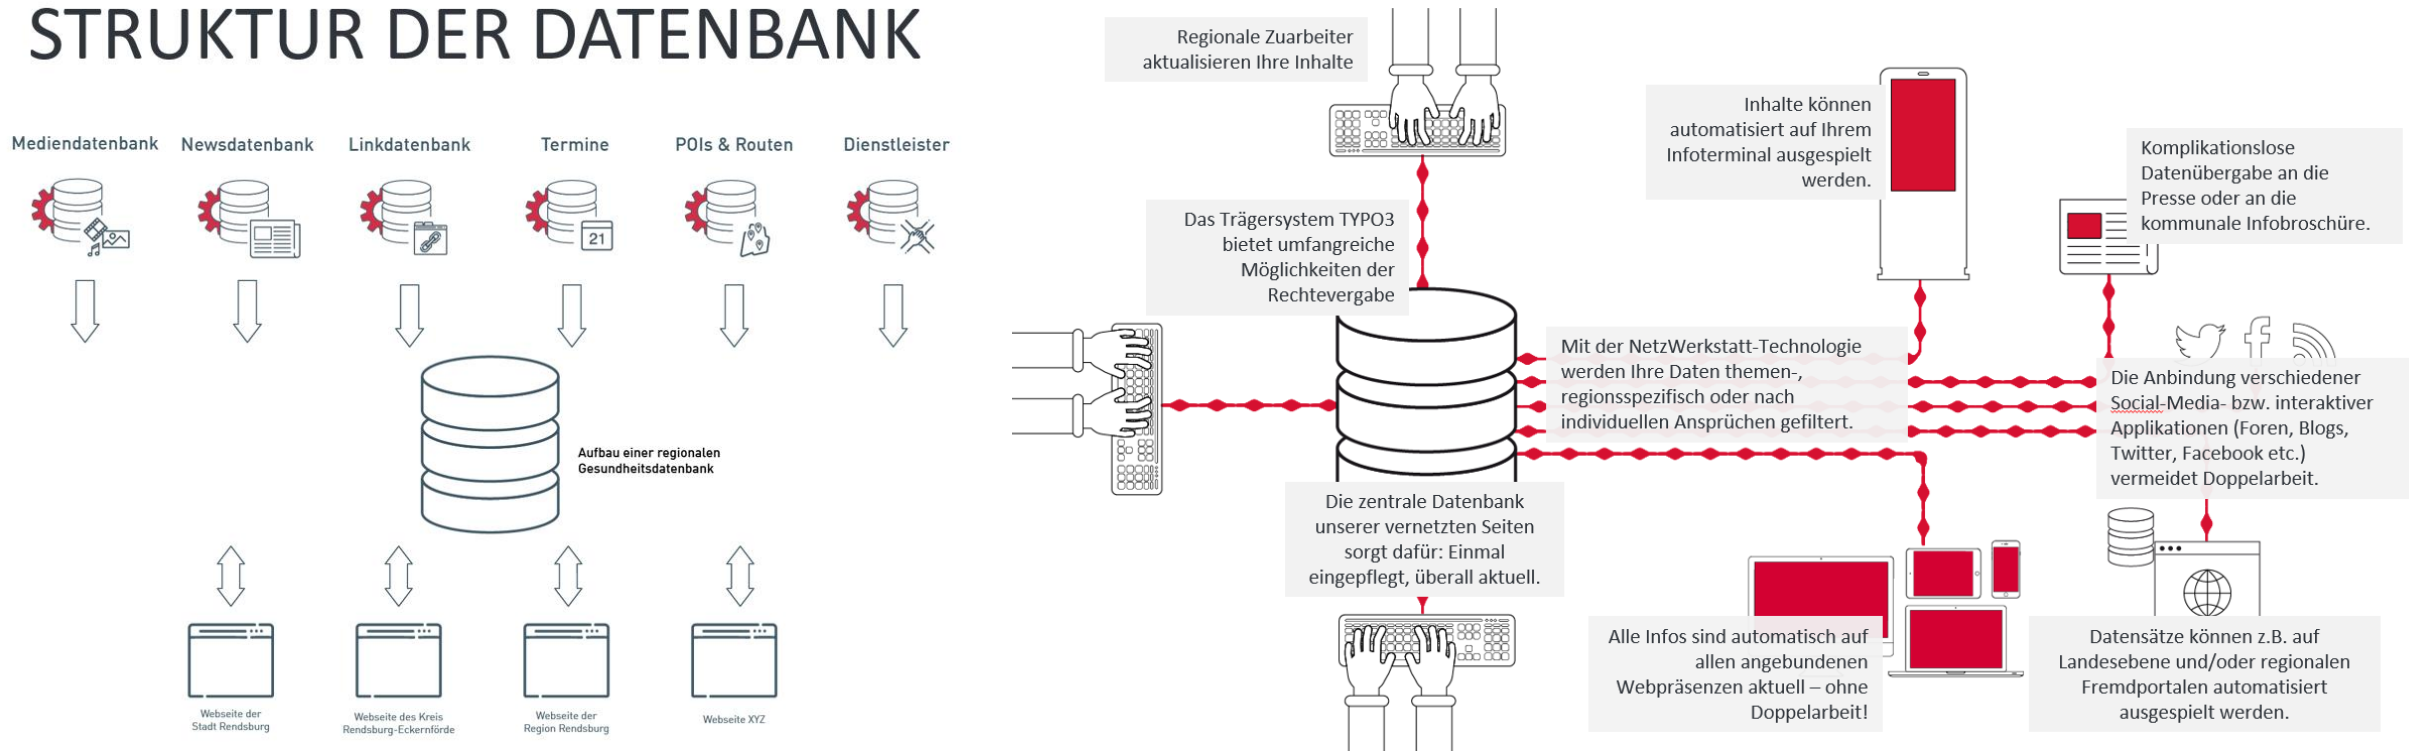 STRUKTUR DER DATENBANK
Mediendatenbank
Newsdatenbank
Linkdatenbank
Termine
POIs & Routen
Dienstleister
21
Aufbau einer regionalen
Gesundheitsdatenbank
Webseite der
Stadt Rendsburg
Webseite des Kreis
Rendsburg-Eckernförde
Webseite der
Region Rendsburg
Webseite XYZ
Regionale Zuarbeiter
aktualisieren Ihre Inhalte
Das Trägersystem TYPO3
bietet umfangreiche
Möglichkeiten der
Rechtevergabe
Inhalte können
automatisiert auf Ihrem
Infoterminal ausgespielt
werden.
Komplikationslose
Datenübergabe an die
Presse oder an die
kommunale Infobroschüre.
Mit der NetzWerkstatt-Technologie
werden Ihre Daten themen-,
regionsspezifisch oder nach
individuellen Ansprüchen gefiltert.
Die Anbindung verschiedener
Social-Media- bzw. interaktiver
Applikationen (Foren, Blogs,
Twitter, Facebook etc.)
vermeidet Doppelarbeit.
Die zentrale Datenbank
unserer vernetzten Seiten
sorgt dafür: Einmal
eingepflegt, überall aktuell.
Alle Infos sind automatisch auf
allen angebundenen
Webpräsenzen aktuell – ohne
Doppelarbeit!
Datensätze können z.B. auf
Landesebene und/oder regionalen
Fremdportalen automatisiert
ausgespielt werden.